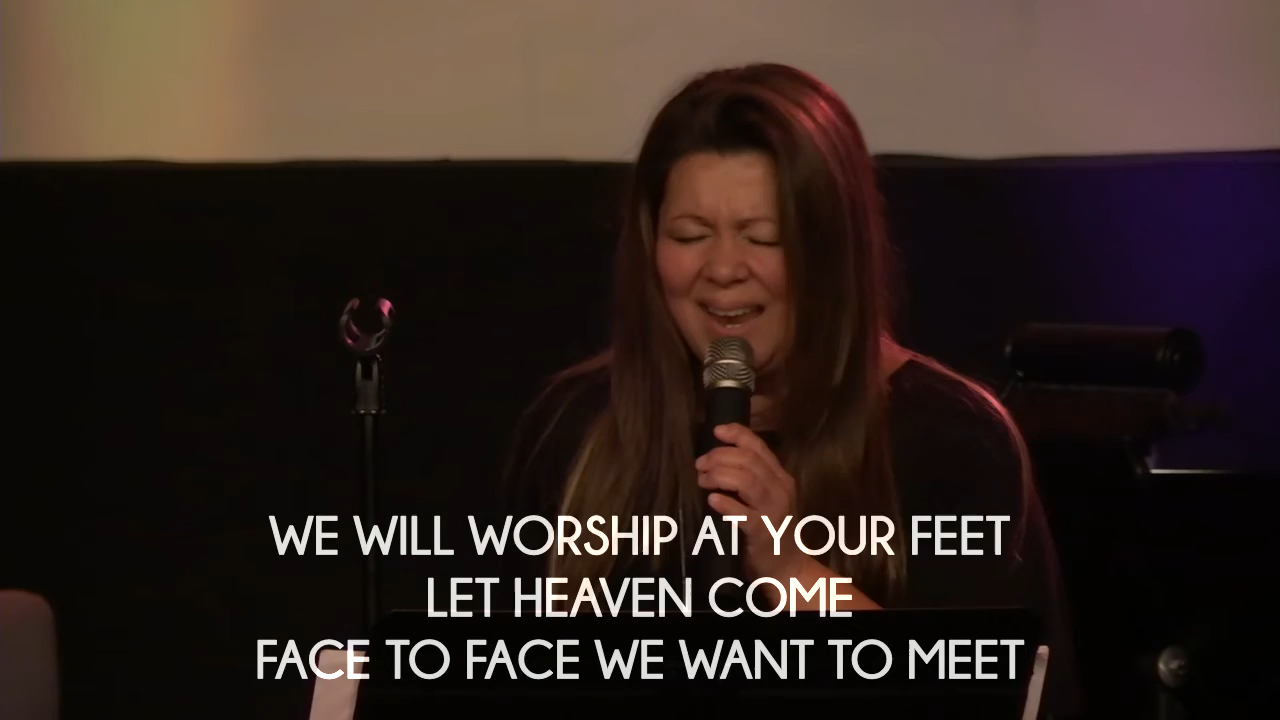 WE WILL WORSHIP AT YOUR FEET
LET HEAVEN COME
FACE TO FACE WE WANT TO MEET